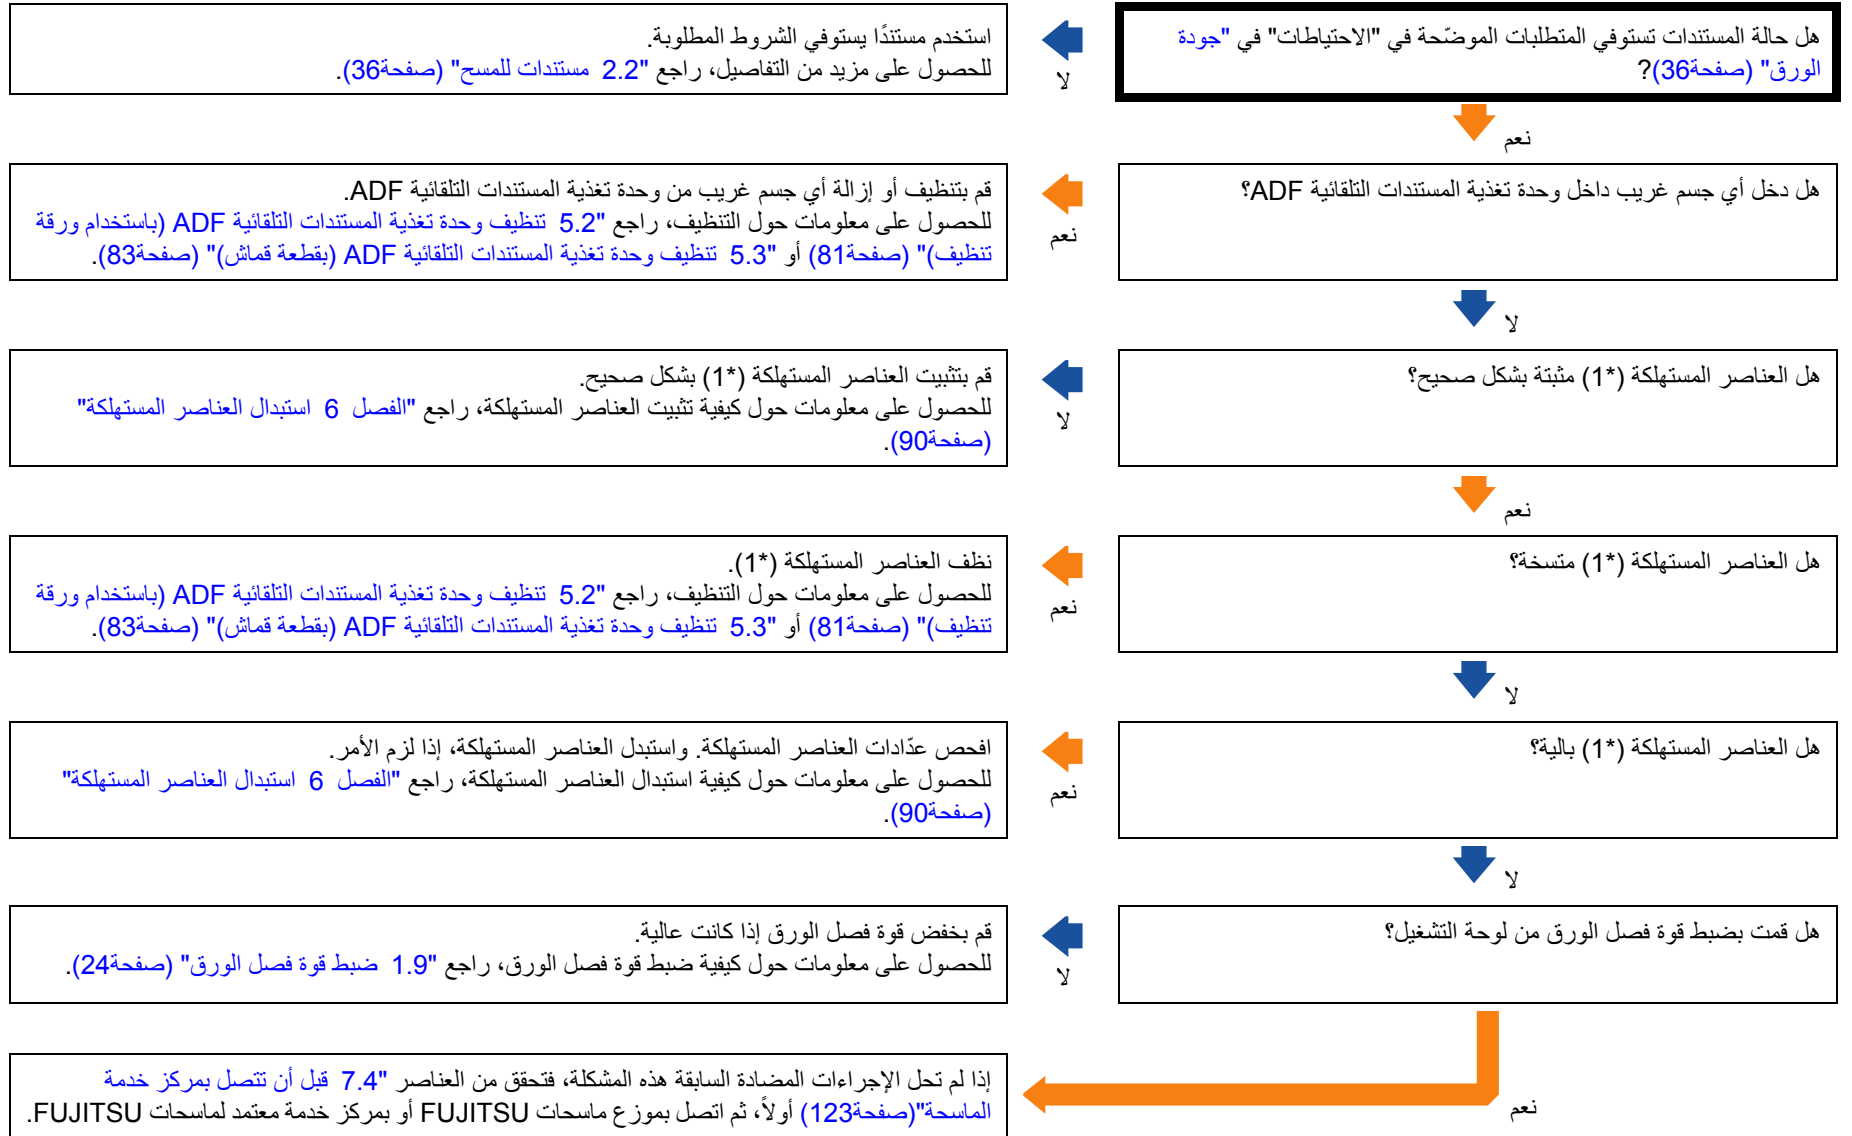 هل حالة المستندات تستوفي المتطلبات الموضّحة في "الاحتياطات" في "جودة
الورق" (صفحة36)?
لا
استخدم مستندًا يستوفي الشروط المطلوبة.
للحصول على مزيد من التفاصيل، راجع "2.2 مستندات للمسح" (صفحة36).
نعم
هل دخل أي جسم غريب داخل وحدة تغذية المستندات التلقائية ADF؟
نعم
قم بتنظيف أو إزالة أي جسم غريب من وحدة تغذية المستندات التلقائية ADF.
للحصول على معلومات حول التنظيف، راجع "5.2 تنظيف وحدة تغذية المستندات التلقائية ADF (باستخدام ورقة
تنظيف)" (صفحة81) أو "5.3 تنظيف وحدة تغذية المستندات التلقائية ADF (بقطعة قماش)" (صفحة83).
لا
هل العناصر المستهلكة (*1) مثبتة بشكل صحيح؟
لا
قم بتثبيت العناصر المستهلكة (*1) بشكل صحيح.
للحصول على معلومات حول كيفية تثبيت العناصر المستهلكة، راجع "الفصل 6 استبدال العناصر المستهلكة"
(صفحة90).
نعم
هل العناصر المستهلكة (*1) متسخة؟
نعم
نظف العناصر المستهلكة (*1).
للحصول على معلومات حول التنظيف، راجع "5.2 تنظيف وحدة تغذية المستندات التلقائية ADF (باستخدام ورقة
تنظيف)" (صفحة81) أو "5.3 تنظيف وحدة تغذية المستندات التلقائية ADF (بقطعة قماش)" (صفحة83).
لا
هل العناصر المستهلكة (*1) بالية؟
نعم
افحص عدّادات العناصر المستهلكة. واستبدل العناصر المستهلكة، إذا لزم الأمر.
للحصول على معلومات حول كيفية استبدال العناصر المستهلكة، راجع "الفصل 6 استبدال العناصر المستهلكة"
(صفحة90).
لا
هل قمت بضبط قوة فصل الورق من لوحة التشغيل؟
لا
قم بخفض قوة فصل الورق إذا كانت عالية.
للحصول على معلومات حول كيفية ضبط قوة فصل الورق، راجع "1.9 ضبط قوة فصل الورق" (صفحة24).
نعم
إذا لم تحل الإجراءات المضادة السابقة هذه المشكلة، فتحقق من العناصر "7.4 قبل أن تتصل بمركز خدمة
الماسحة"(صفحة123) أولاً، ثم اتصل بموزع ماسحات FUJITSU أو بمركز خدمة معتمد لماسحات FUJITSU.